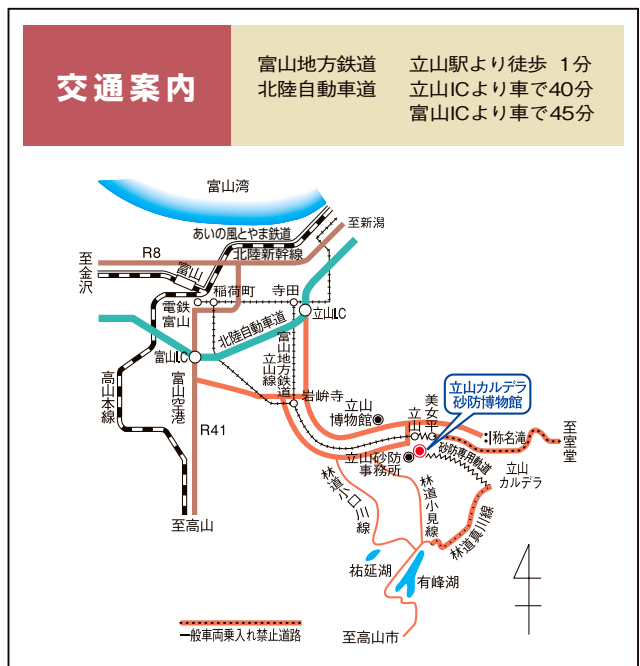 交通案内
富山地方鉄道 立山駅より徒歩 1分
北陸自動車道 立山ICより車で40分
富山ICより車で45分
富山湾
あいの風とやま鉄道
至新潟
北陸新幹線
R8
至金沢
富山
稲荷町
寺田
電鉄富山
立山I.C
北陸自動車道
富山I.C
富山地方鉄道
立山線
岩峅寺
高山本線
富山空港
R41
至高山
立山博物館
立山
美女平
立山カルデラ
砂防博物館
称名滝
至室堂
立山砂防
事務所
砂防専用軌道
立山
カルデラ
林道小口川線
林道小見線
林道真川線
祐延湖
有峰湖
至高山市
一般車両乗入れ禁止道路